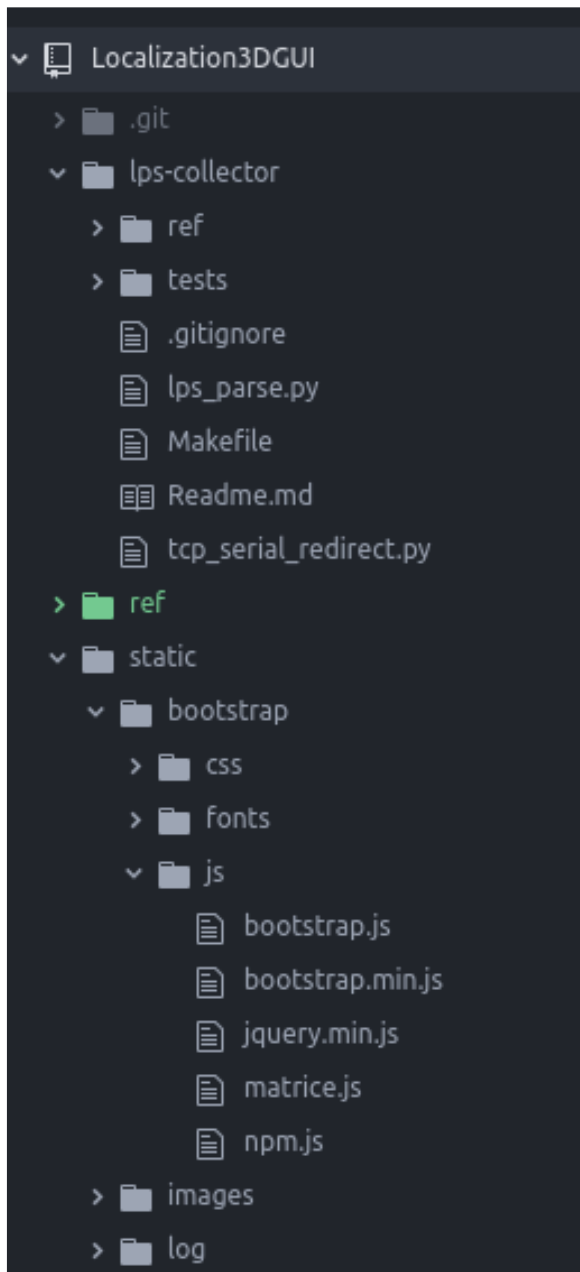 Localization3DGUI
.git
lps-collector
ref
tests
.gitignore
lps_parse.py
Makefile
Readme.md
tcp_serial_redirect.py
ref
static
bootstrap
css
fonts
js
bootstrap.js
bootstrap.min.js
jquery.min.js
matrice.js
npm.js
images
log